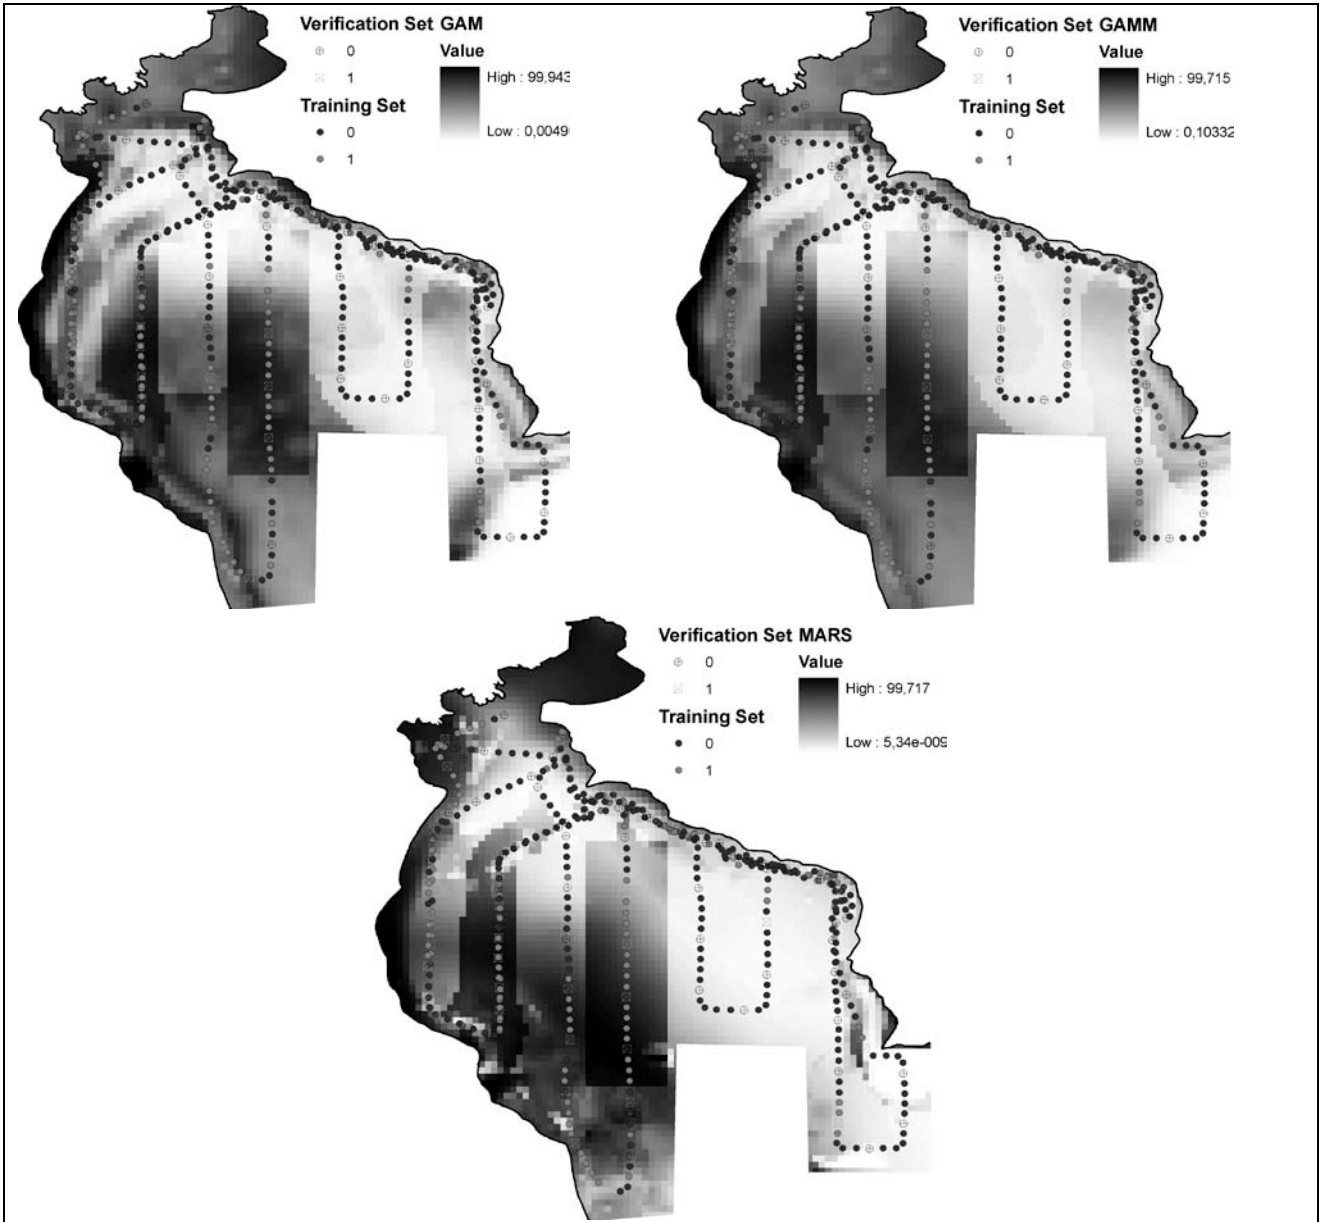 Verification Set GAM
0
Value
1
High : 99,943
Training Set
0
Low : 0,0049
1
Verification Set GAMM
0
Value
1
High : 99,715
Training Set
0
Low : 0,10332
1
Verification Set MARS
0
Value
1
High : 99,717
Training Set
0
Low : 5,34e-009
1